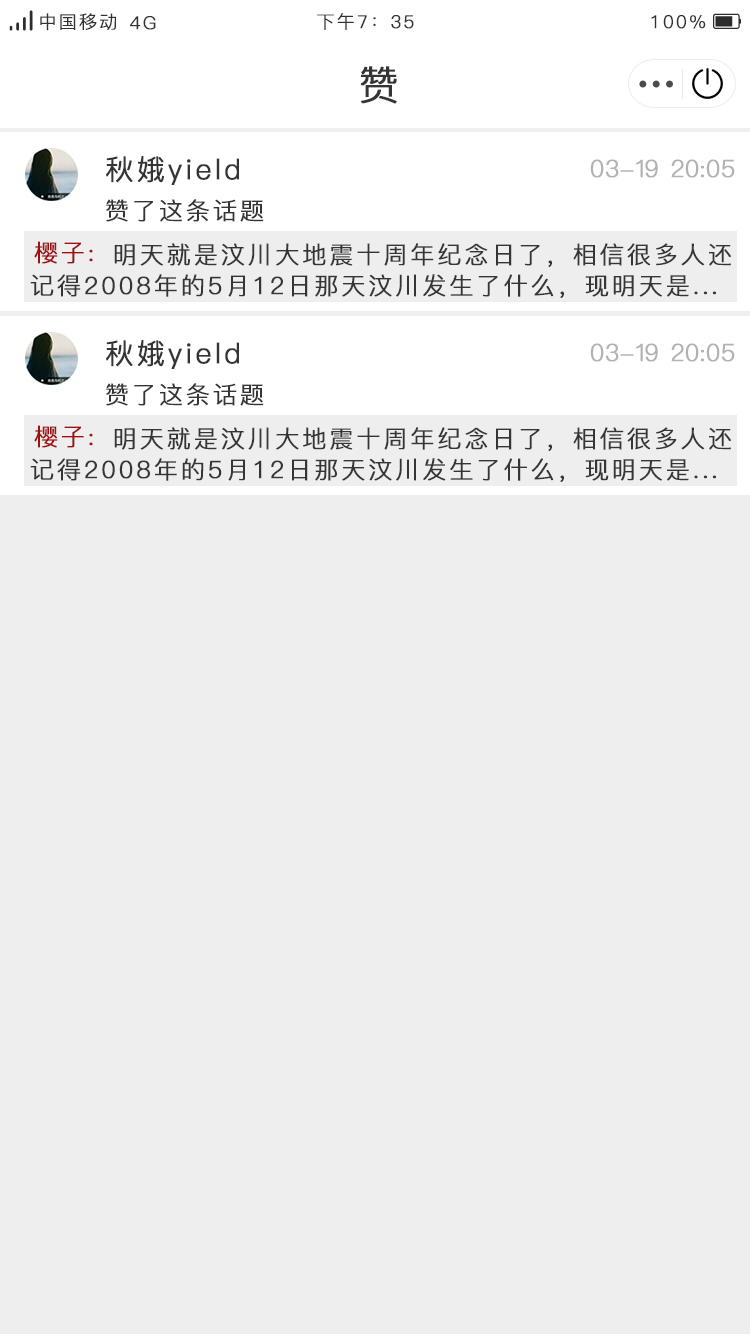 中国移动 4G 下午7：35 100%
赞
秋娥yield 03-19 20:05
赞了这条话题
樱子：明天就是汶川大地震十周年纪念日了，相信很多人还
记得2008年的5月12日那天汶川发生了什么，现明天是...
秋娥yield 03-19 20:05
赞了这条话题
樱子：明天就是汶川大地震十周年纪念日了，相信很多人还
记得2008年的5月12日那天汶川发生了什么，现明天是...